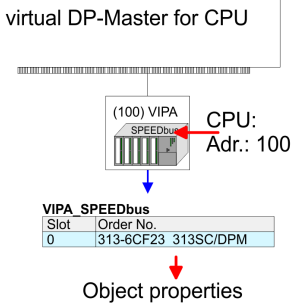 virtual DP-Master for CPU
(100) VIPA
SPEEDbus
CPU:
Adr.: 100
VIPA_SPEEDbus
Slot Order No.
0 313-6CF23 313SC/DPM
Object properties